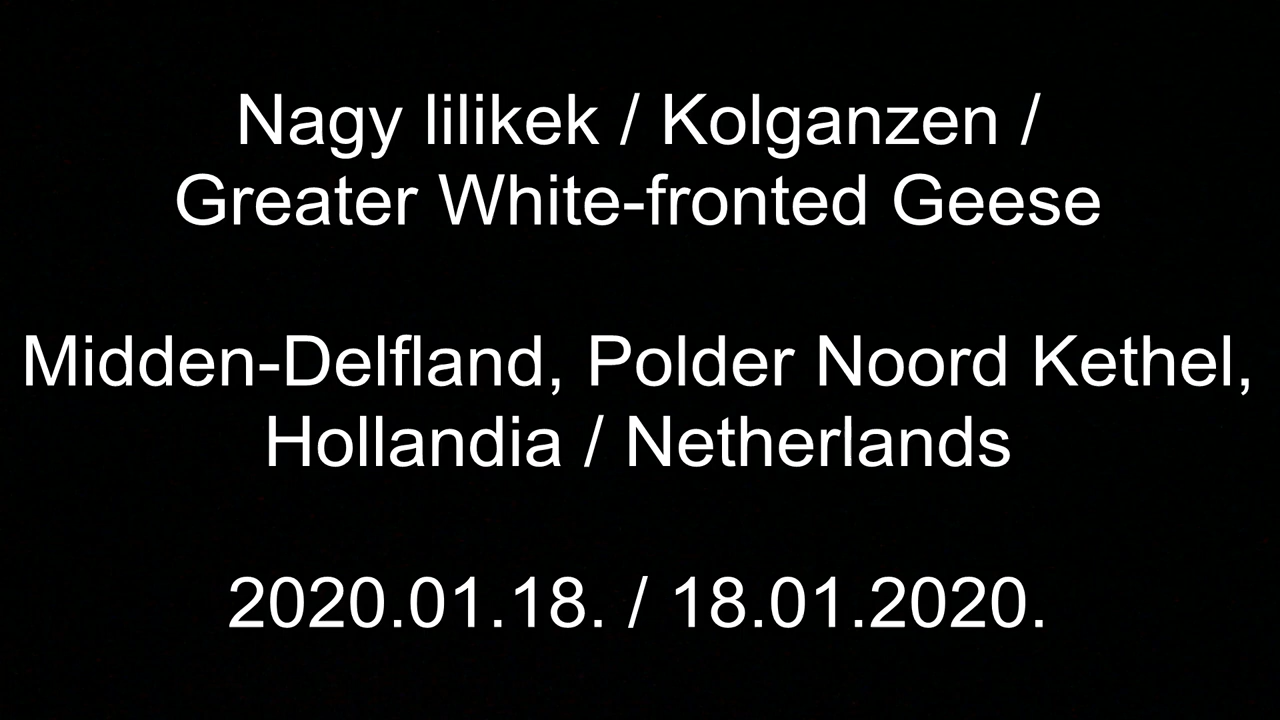 Nagy lilikek / Kolganzen /
Greater White-fronted Geese
Midden-Delfland, Polder Noord Kethel,
Hollandia / Netherlands
2020.01.18. / 18.01.2020.